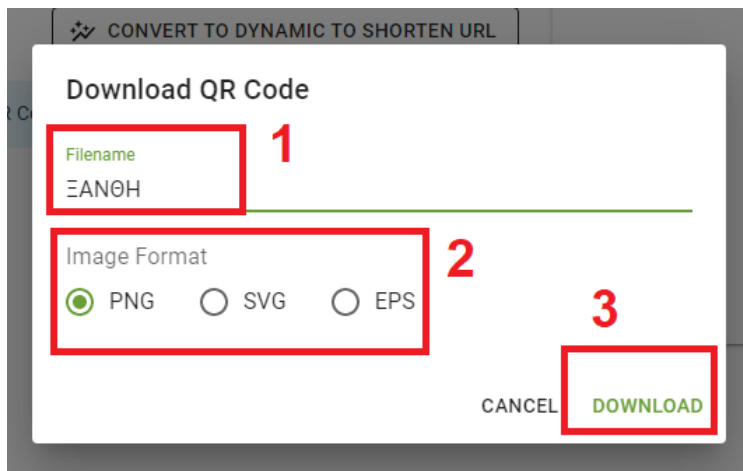 CONVERT TO DYNAMIC TO SHORTEN URL
Download QR Code
1
Filename
ΞΑΝΘΗ
Image Format
2
PNG SVG EPS
3
CANCEL DOWNLOAD